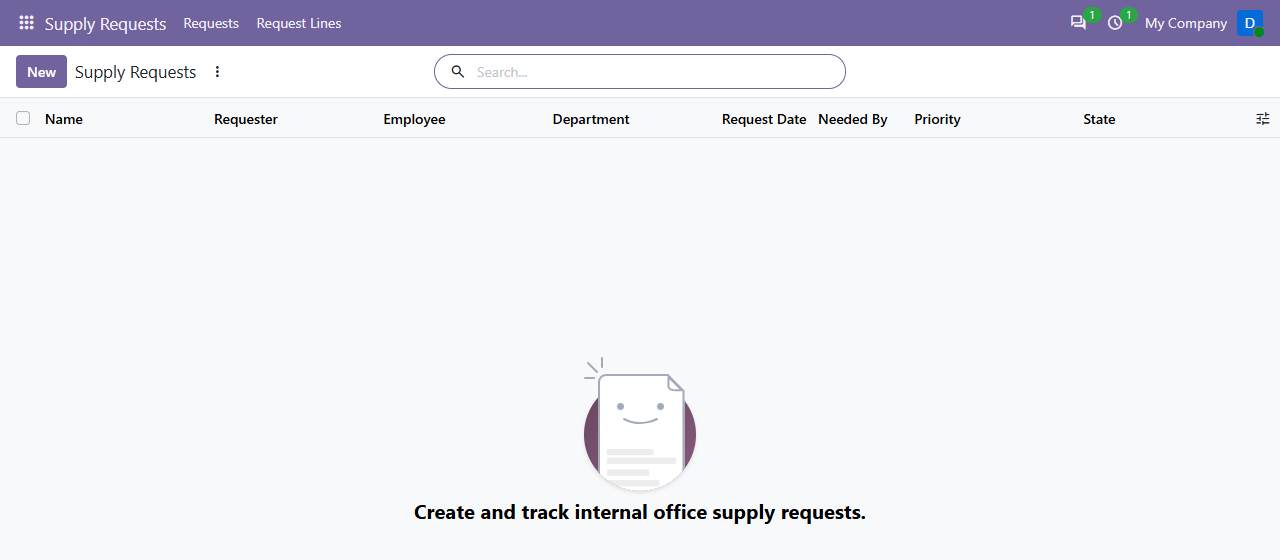 Supply Requests Requests Request Lines 1 1 My Company D
New Supply Requests Search...
Name Requester Employee Department Request Date Needed By Priority State
Create and track internal office supply requests.